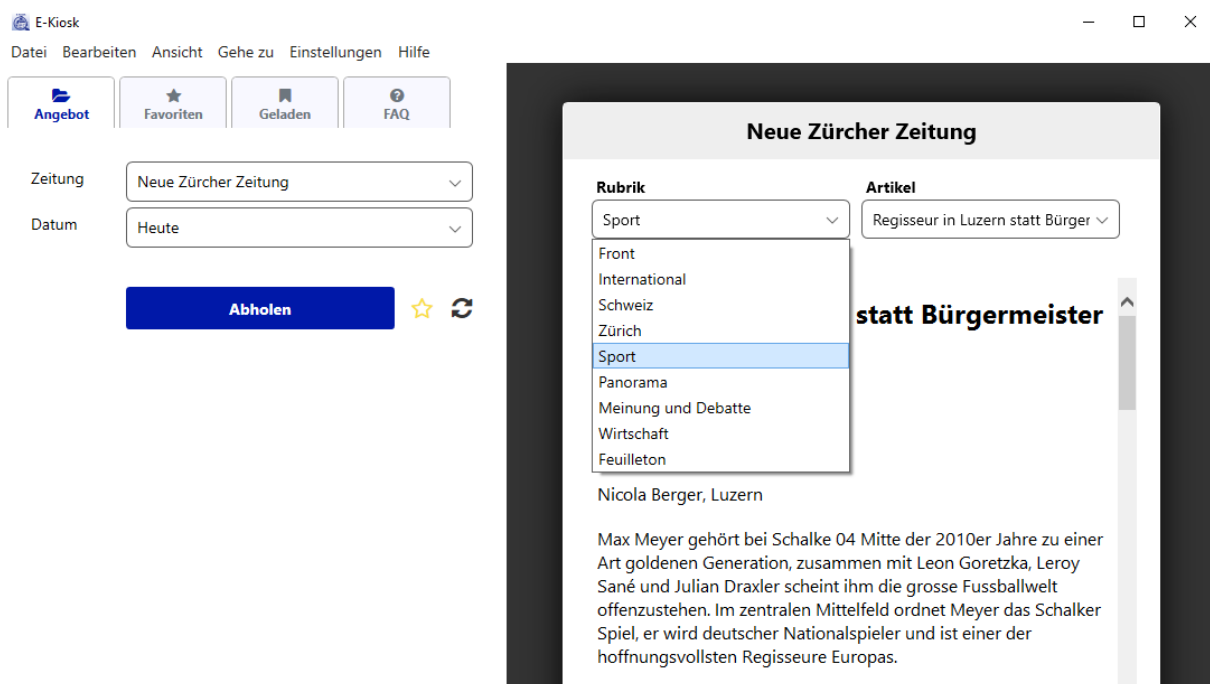 E-Kiosk
Datei Bearbeiten Ansicht Gehe zu Einstellungen Hilfe
Angebot Favoriten Geladen FAQ
Zeitung Neue Zürcher Zeitung
Datum Heute
Abholen
Neue Zürcher Zeitung
Rubrik Artikel
Sport Regisseur in Luzern statt Bürger
Front
International
Schweiz
Zürich
Sport
Panorama
Meinung und Debatte
Wirtschaft
Feuilleton
statt Bürgermeister
Nicola Berger, Luzern
Max Meyer gehört bei Schalke 04 Mitte der 2010er Jahre zu einer
Art goldenen Generation, zusammen mit Leon Goretzka, Leroy
Sané und Julian Draxler scheint ihm die grosse Fussballwelt
offenzustehen. Im zentralen Mittelfeld ordnet Meyer das Schalker
Spiel, er wird deutscher Nationalspieler und ist einer der
hoffnungsvollsten Regisseure Europas.